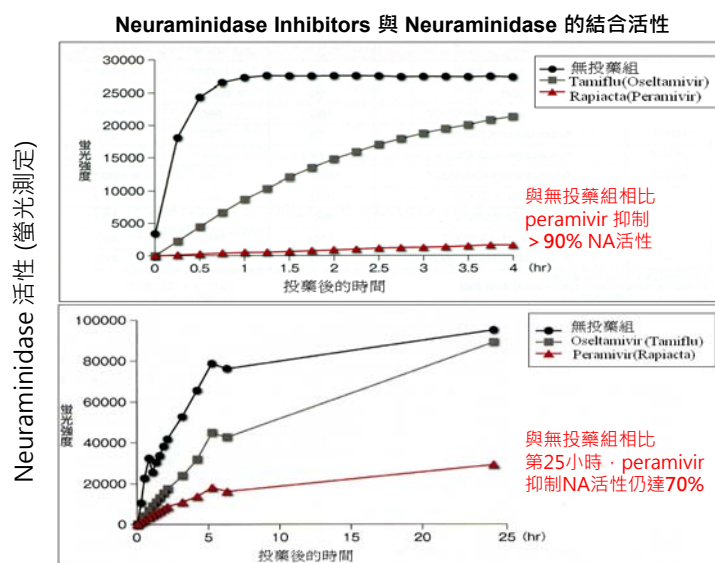 Neuraminidase Inhibitors 與 Neuraminidase 的結合活性
Neuraminidase 活性 (螢光測定)
30000
25000
20000
15000
10000
5000
0
螢光強度
無投藥組
Tamiflu(Oseltamivir)
Rapiacta(Peramivir)
與無投藥組相比
peramivir 抑制
＞90% NA活性
0 0.5 1 1.5 2 2.5 3 3.5 4 (hr)
投藥後的時間
100000
80000
60000
40000
20000
0
螢光強度
無投藥組
Oseltamivir(Tamiflu)
Peramivir(Rapiacta)
與無投藥組相比
第25小時，peramivir
抑制NA活性仍達70%
0 5 10 15 20 25
(hr)
投藥後的時間